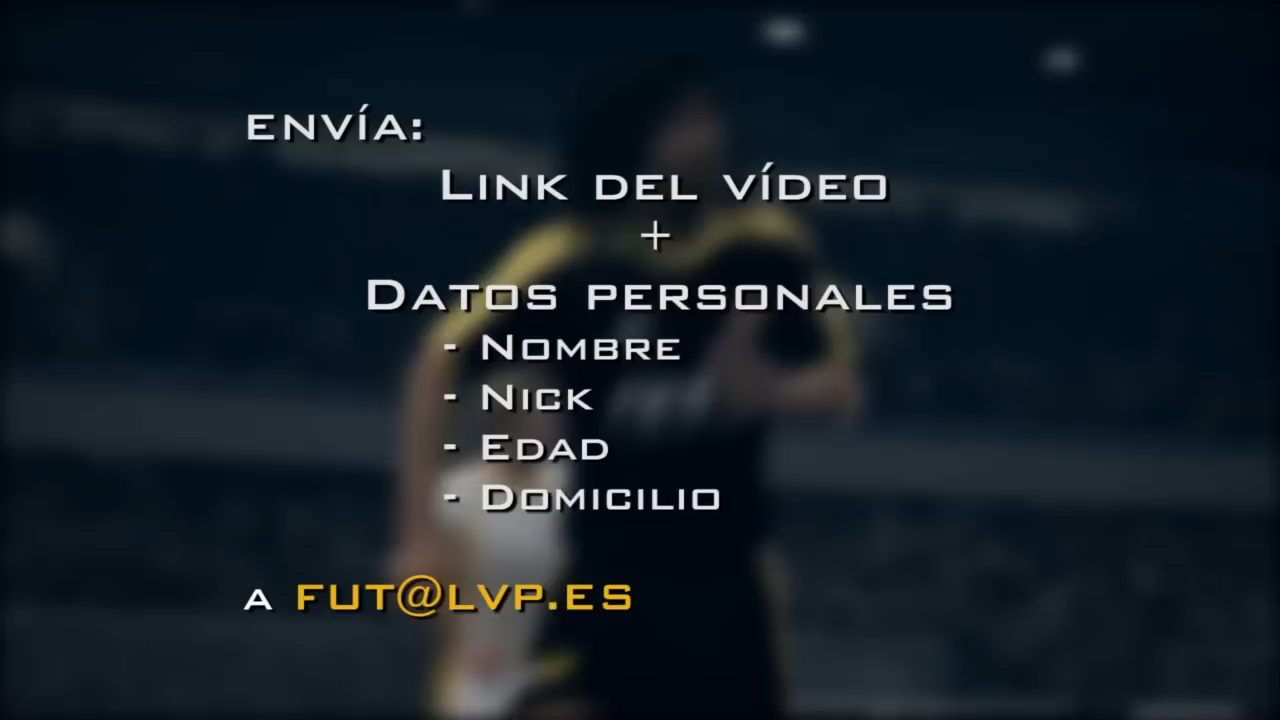 ENVÍA:
LINK DEL VÍDEO
+
DATOS PERSONALES
- NOMBRE
- NICK
- EDAD
- DOMICILIO
A FUT@LVP.ES